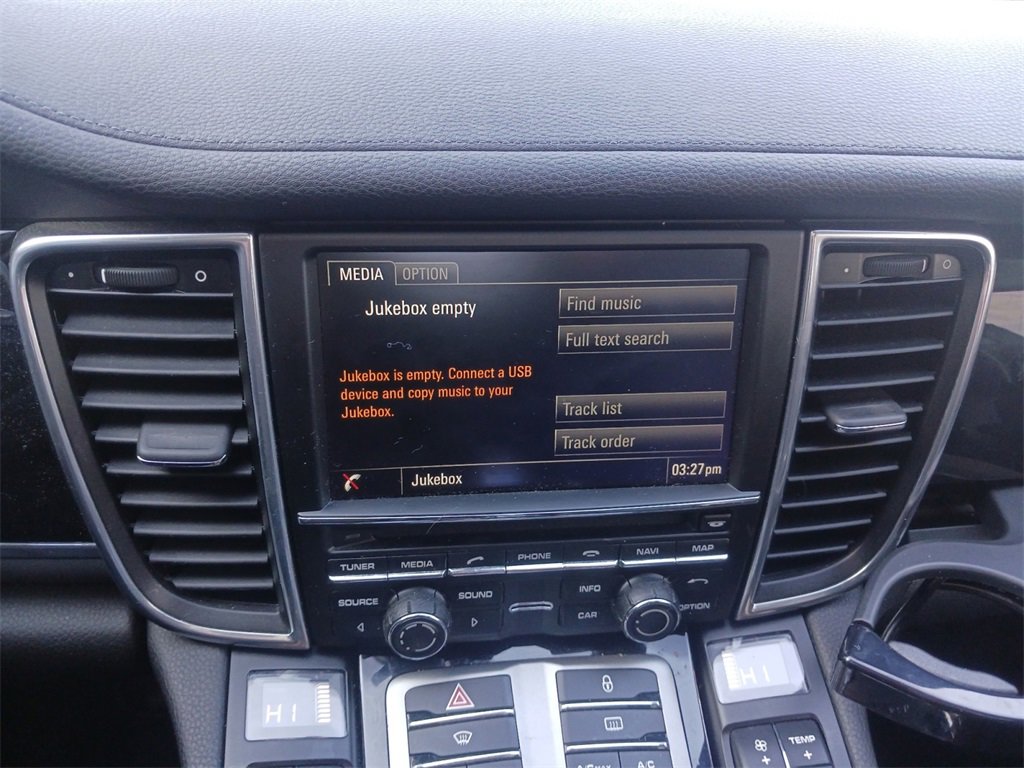 MEDIA OPTION
Jukebox empty
Find music
Full text search
Jukebox is empty. Connect a USB
device and copy music to your
Jukebox.
Track list
Track order
Jukebox
03:27pm
TUNER MEDIA PHONE NAVI MAP
SOURCE SOUND INFO
CAR OPTION
HI
HI
TEMP
+ +
A/C MAX A/C